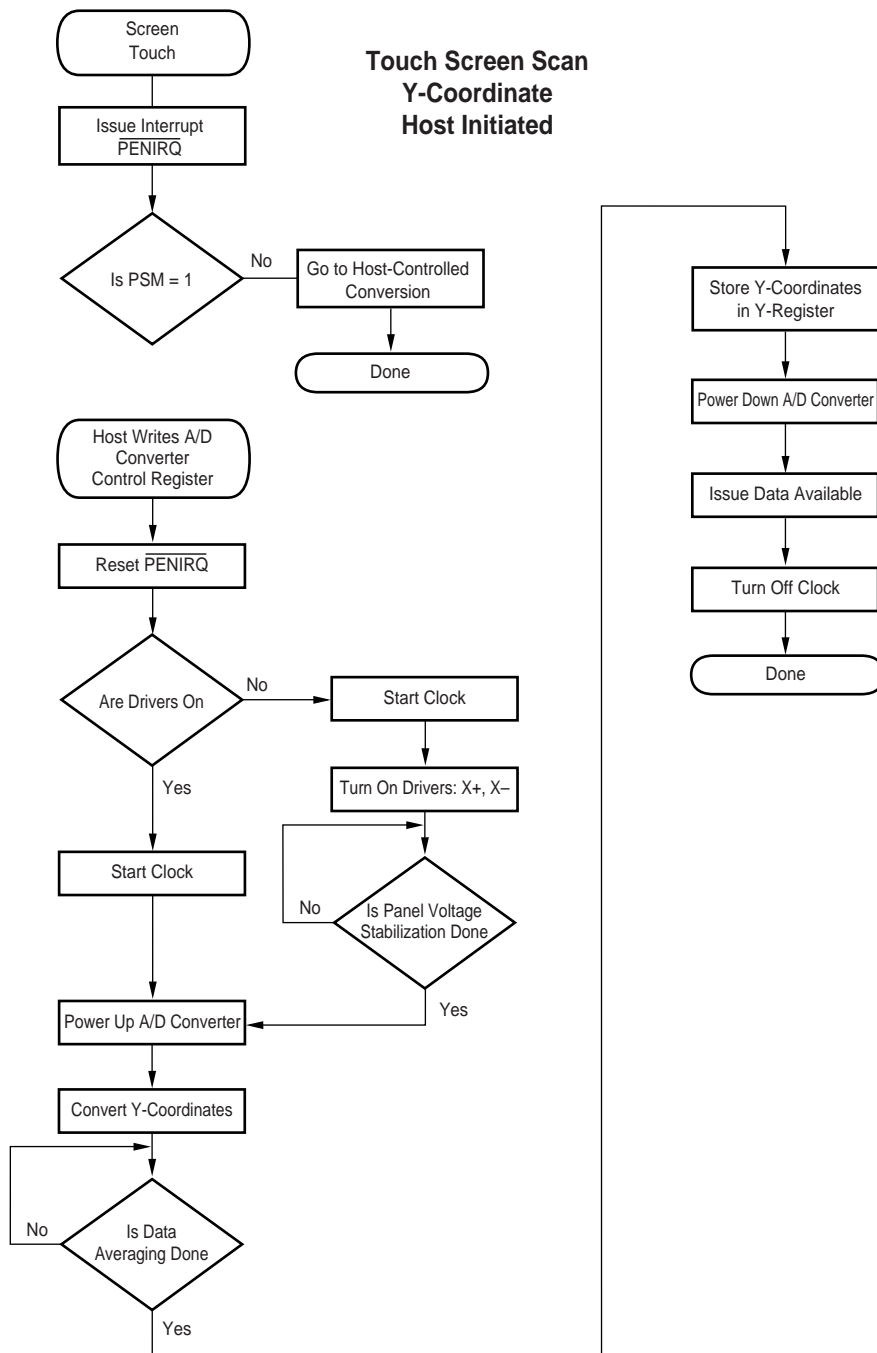 Screen
Touch
Touch Screen Scan
Y-Coordinate
Host Initiated
Issue Interrupt
PENIRQ
Is PSM = 1
No
Go to Host-Controlled
Conversion
Done
Host Writes A/D
Converter
Control Register
Reset PENIRQ
Are Drivers On
No
Start Clock
Turn On Drivers: X+, X–
Yes
Start Clock
No
Is Panel Voltage
Stabilization Done
Yes
Power Up A/D Converter
Convert Y-Coordinates
No
Is Data
Averaging Done
Yes
Store Y-Coordinates
in Y-Register
Power Down A/D Converter
Issue Data Available
Turn Off Clock
Done